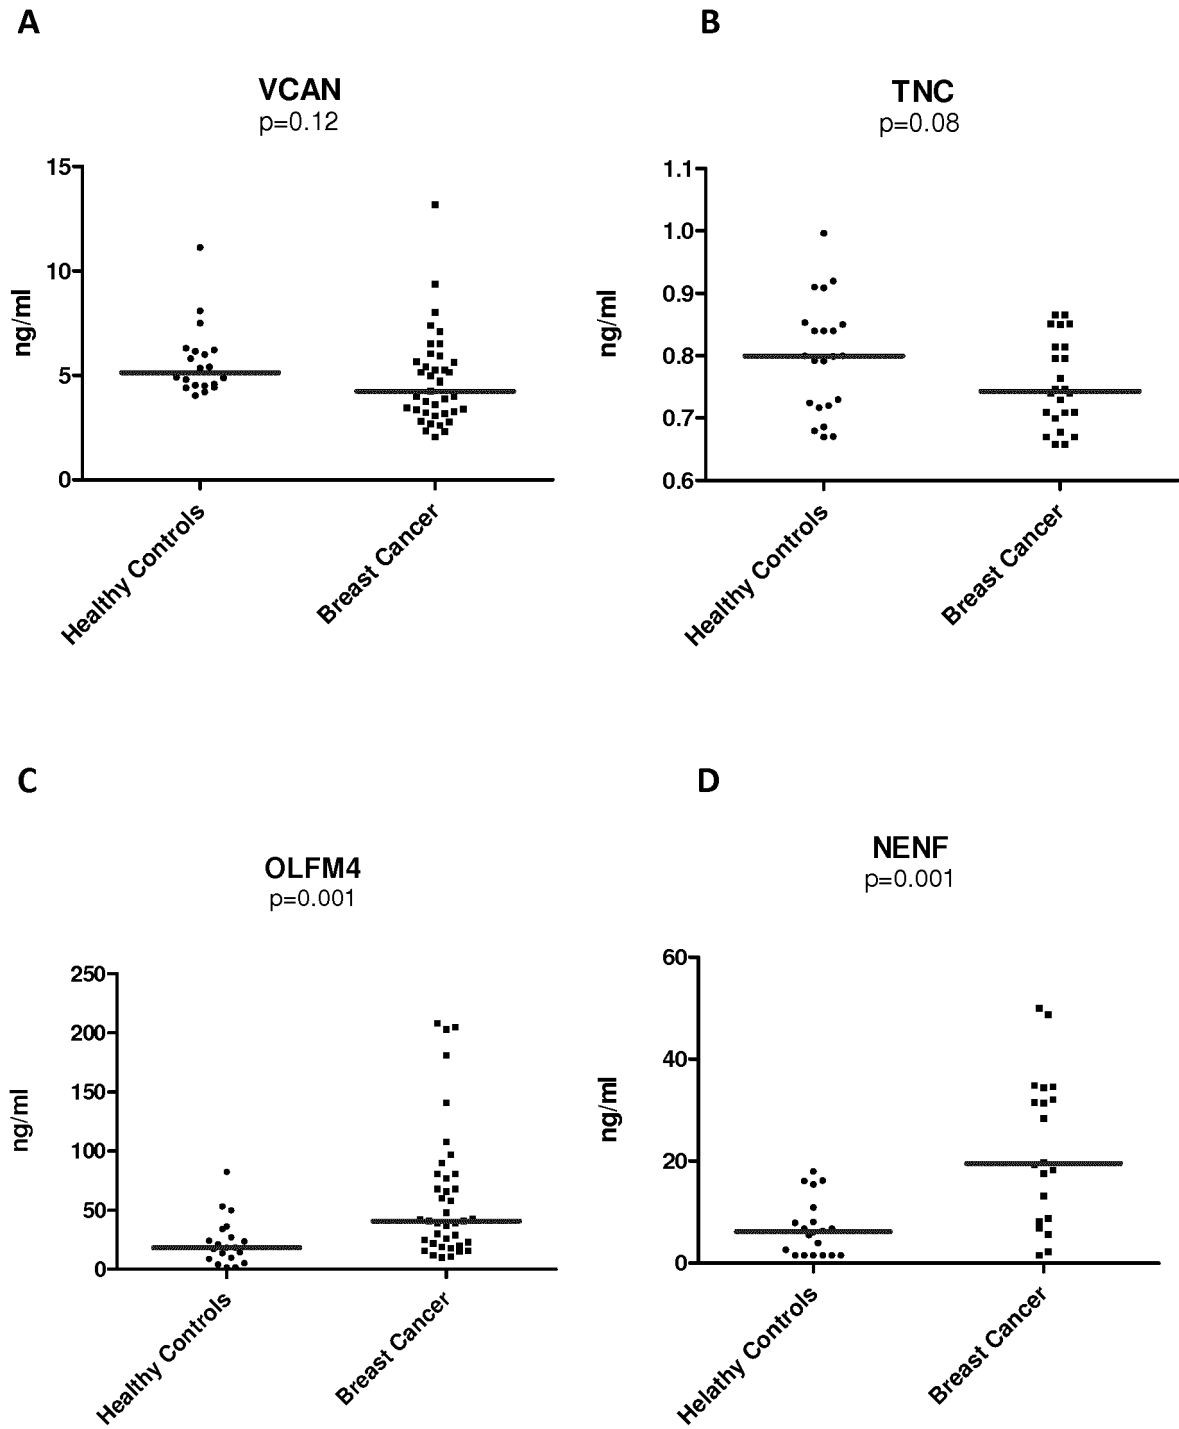 A
VCAN
p=0.12
15
10
5
0
ng/ml
Healthy Controls
Breast Cancer
B
TNC
p=0.08
1.1
1.0
0.9
0.8
0.7
0.6
ng/ml
Healthy Controls
Breast Cancer
C
OLFM4
p=0.001
250
200
150
100
50
0
ng/ml
Healthy Controls
Breast Cancer
D
NENF
p=0.001
60
40
20
0
ng/ml
Helathy Controls
Breast Cancer